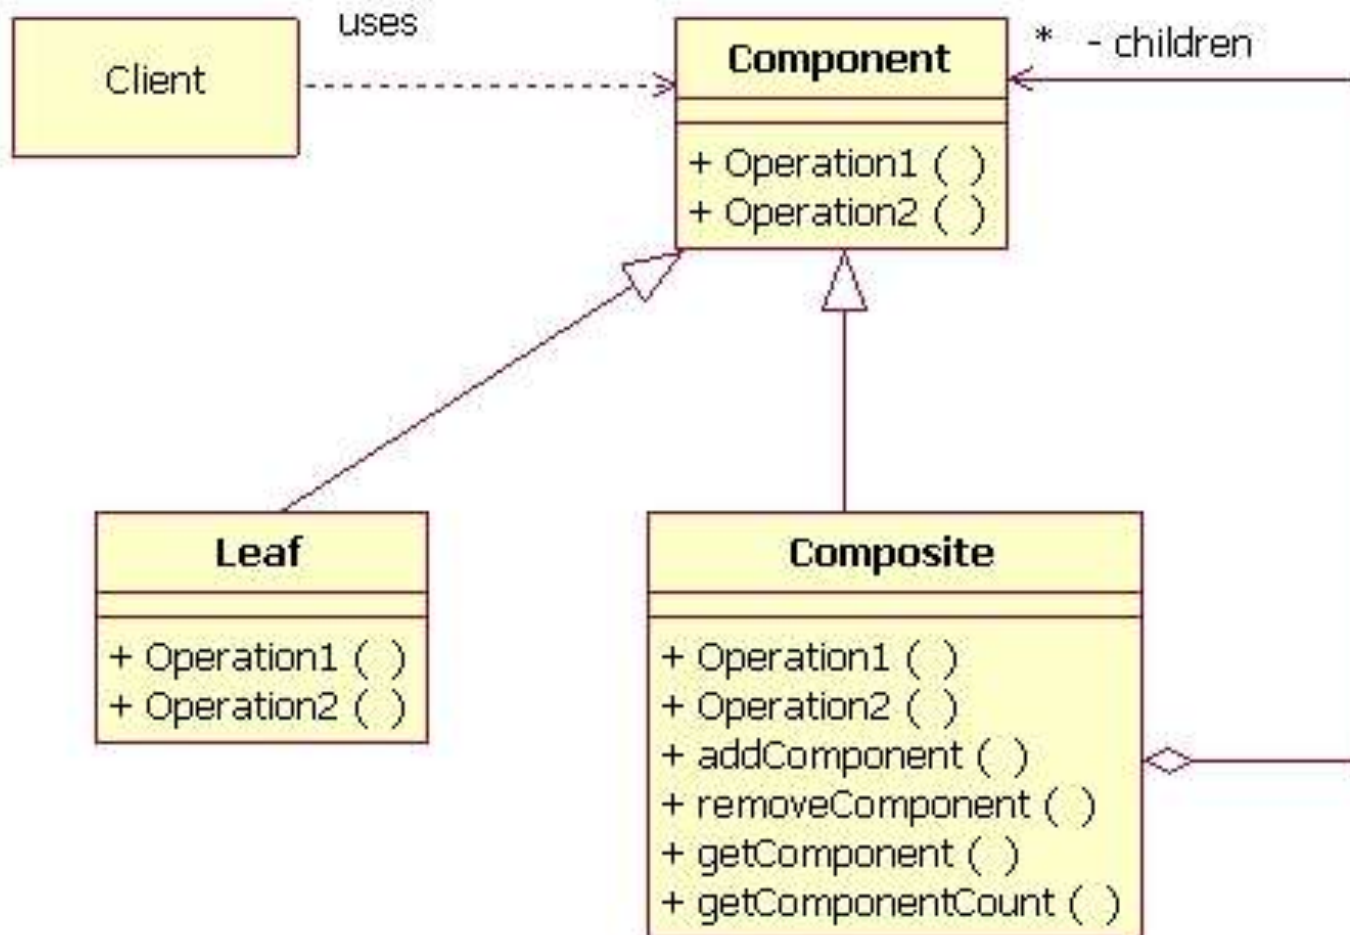 uses
Client
Component
* - children
+ Operation1 ( )
+ Operation2 ( )
Leaf
+ Operation1 ( )
+ Operation2 ( )
Composite
+ Operation1 ( )
+ Operation2 ( )
+ addComponent ( )
+ removeComponent ( )
+ getComponent ( )
+ getComponentCount ( )